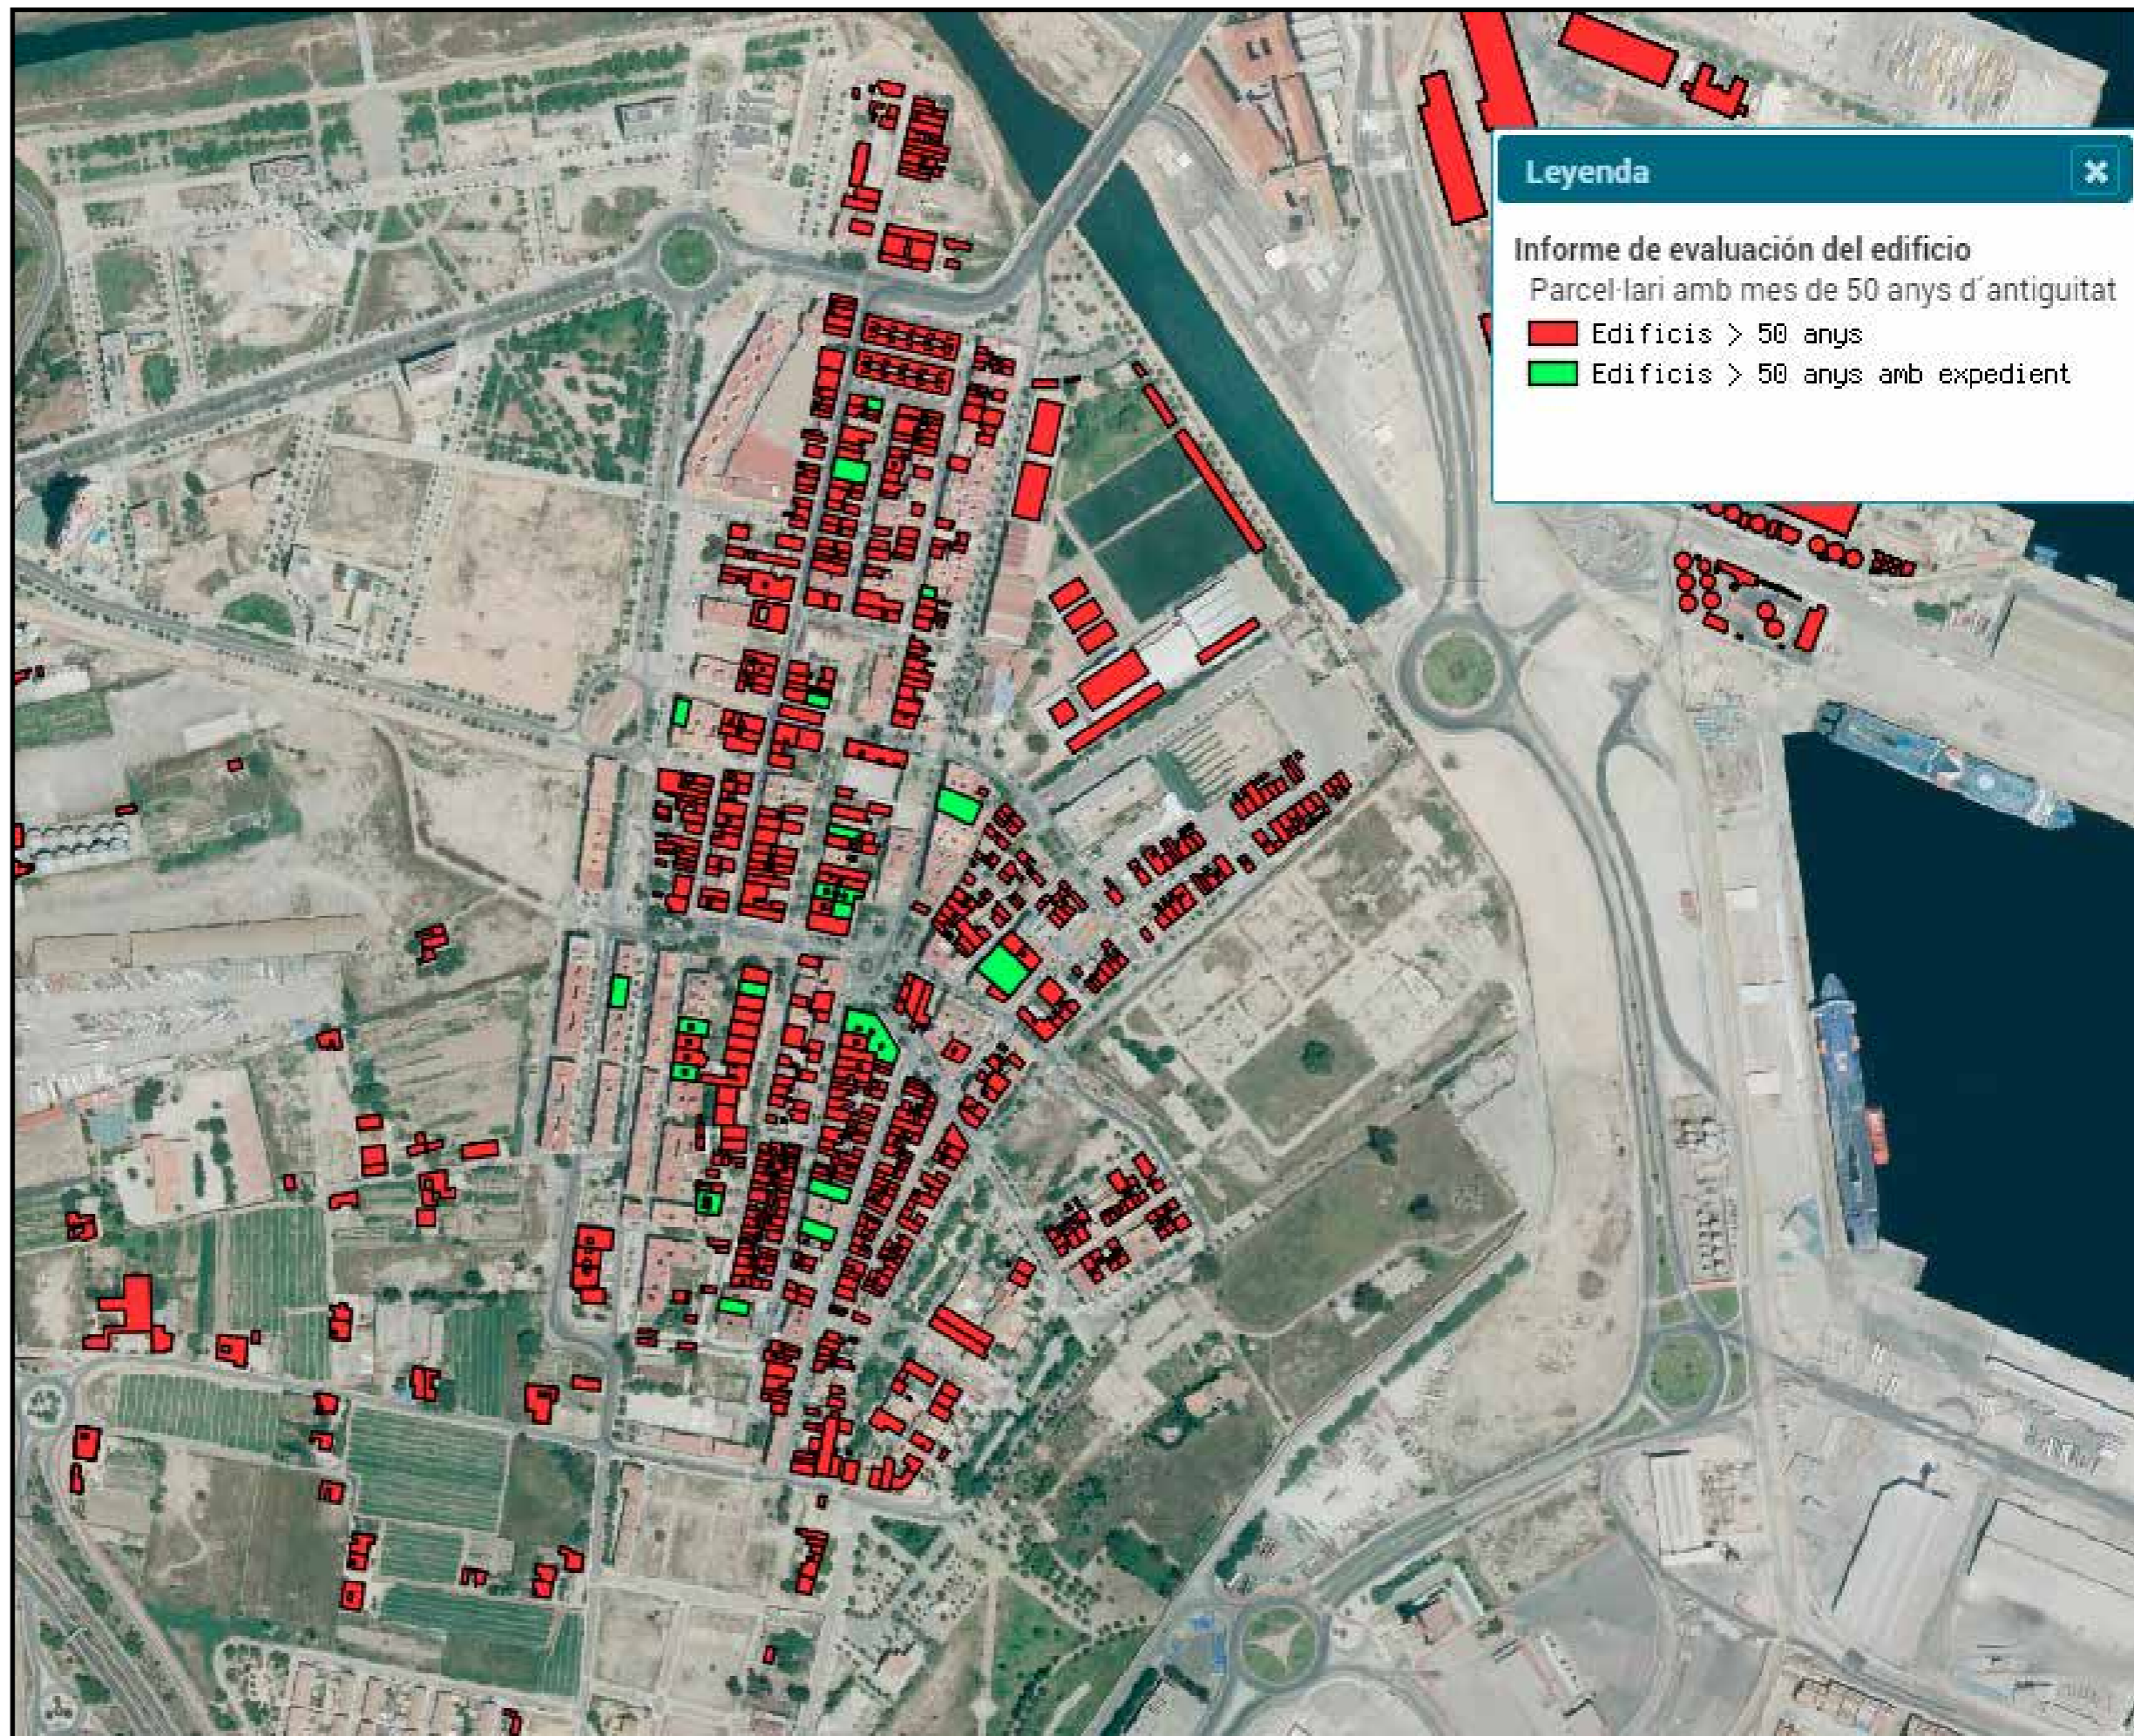 Leyenda
Informe de evaluación del edificio
Parcel·lari amb mes de 50 anys d´antiguitat
Edificis > 50 anys
Edificis > 50 anys amb expedient